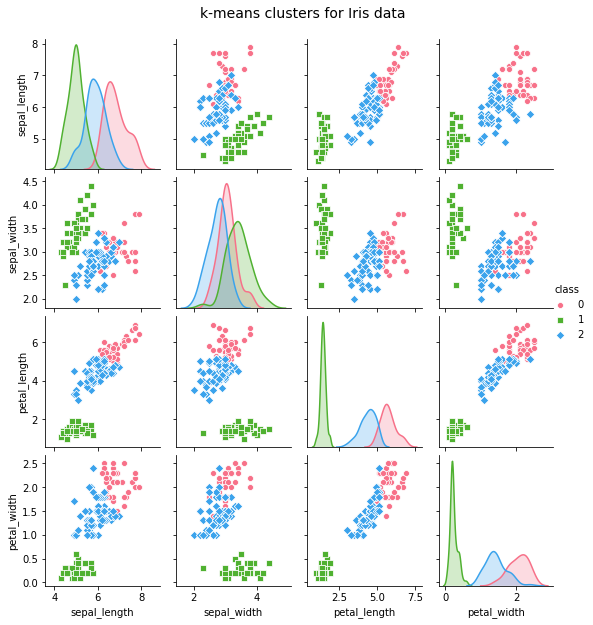 k-means clusters for Iris data
sepal_length
8
7
6
5
sepal_width
4.5
4.0
3.5
3.0
2.5
2.0
class
0
1
2
petal_length
6
4
2
petal_width
2.5
2.0
1.5
1.0
0.5
0.0
4 6 8 2 4 2.5 5.0 7.5 0 2
sepal_length sepal_width petal_length petal_width